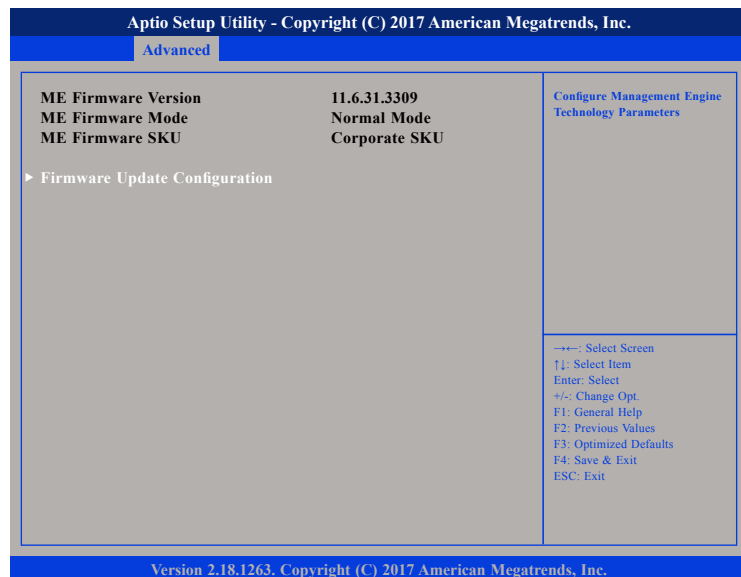 Aptio Setup Utility - Copyright (C) 2017 American Megatrends, Inc.
Advanced
ME Firmware Version 11.6.31.3309
ME Firmware Mode Normal Mode
ME Firmware SKU Corporate SKU
▶ Firmware Update Configuration
Configure Management Engine
Technology Parameters
→←: Select Screen
↑↓: Select Item
Enter: Select
+/-: Change Opt.
F1: General Help
F2: Previous Values
F3: Optimized Defaults
F4: Save & Exit
ESC: Exit
Version 2.18.1263. Copyright (C) 2017 American Megatrends, Inc.